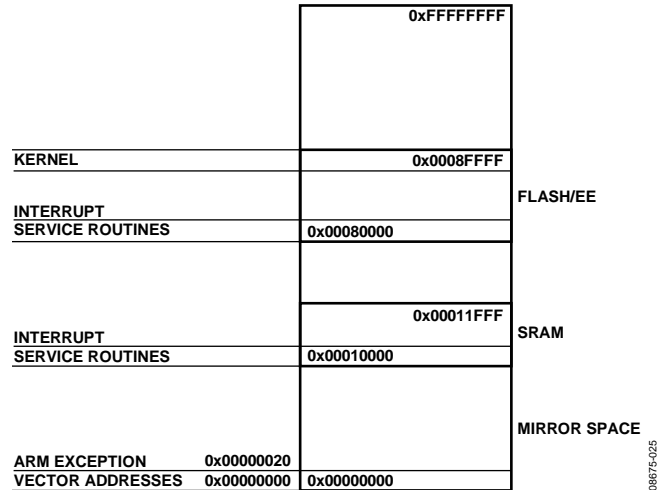 0xFFFFFFFF
KERNEL 0x0008FFFF
FLASH/EE
INTERRUPT
SERVICE ROUTINES 0x00080000
0x00011FFF
SRAM
INTERRUPT
SERVICE ROUTINES 0x00010000
MIRROR SPACE
ARM EXCEPTION 0x00000020
VECTOR ADDRESSES 0x00000000 0x00000000
08675-025